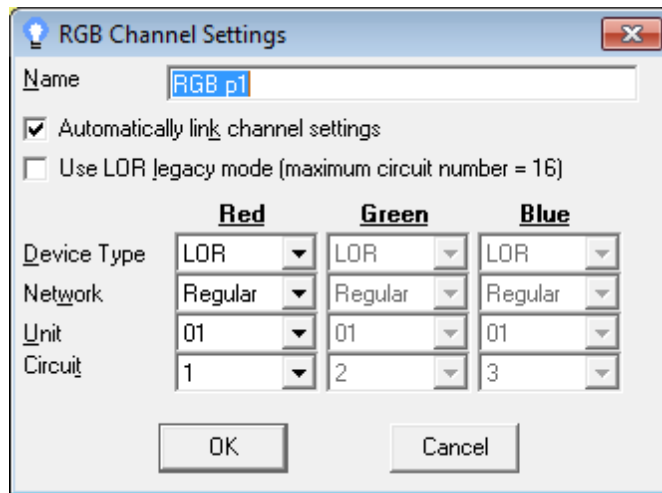 RGB Channel Settings
Name RGB p1
Automatically link channel settings
Use LOR legacy mode (maximum circuit number = 16)
Red Green Blue
Device Type LOR LOR LOR
Network Regular Regular Regular
Unit 01 01 01
Circuit 1 2 3
OK Cancel